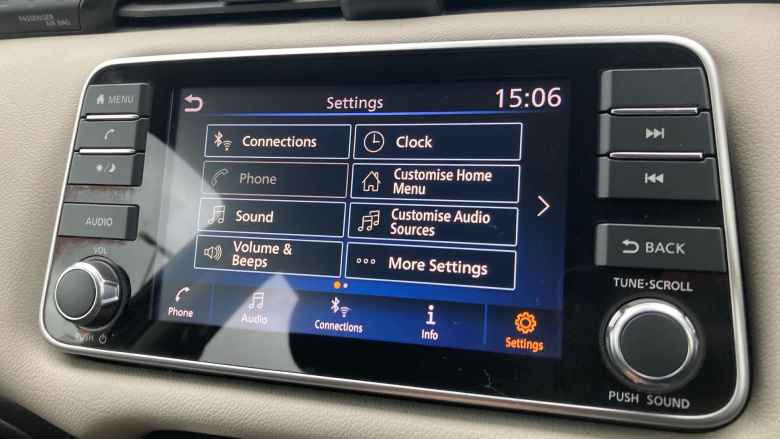 PASSENGER
AIR BAG
MENU
AUDIO
VOL
PUSH
Settings
15:06
Connections
Clock
Phone
Customise Home
Menu
Sound
Customise Audio
Sources
Volume &
Beeps
More Settings
Phone
Audio
Connections
Info
Settings
BACK
TUNE·SCROLL
PUSH SOUND